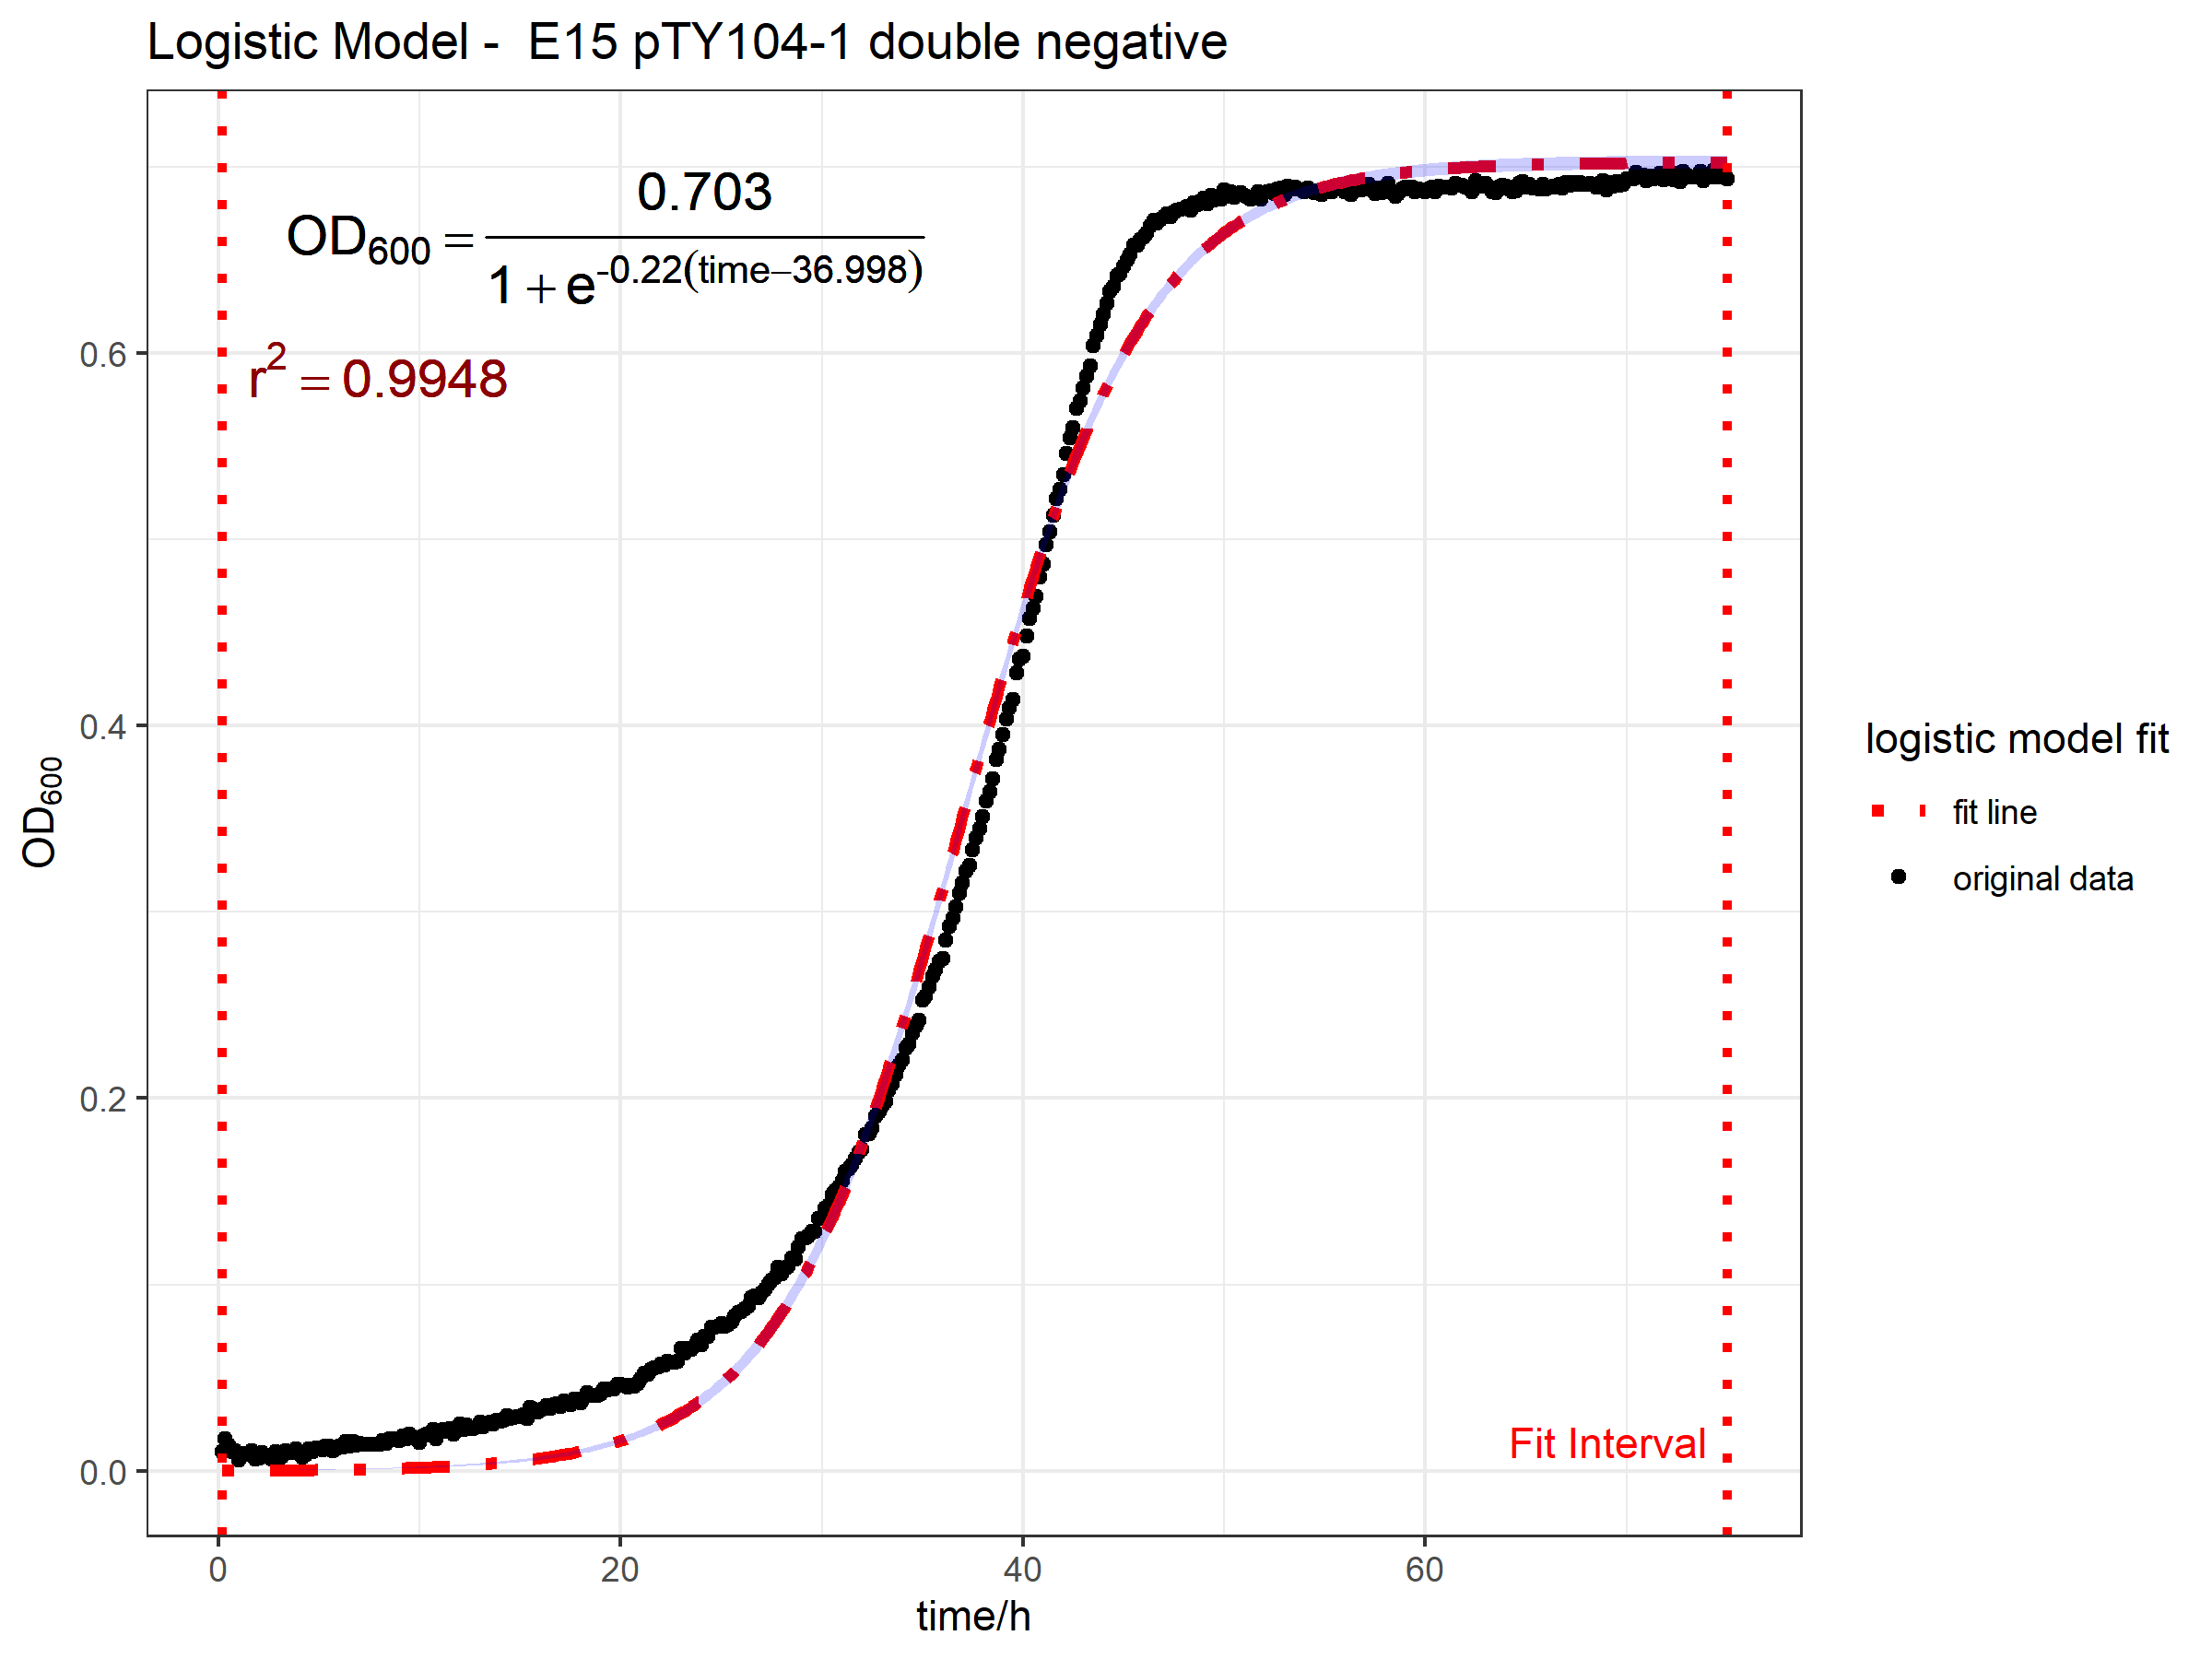 Logistic Model -  E15 pTY104-1 double negative
OD₆₀₀ = 0.703 / 1 + e^-0.22(time−36.998)
r² = 0.9948
0.6
0.4
0.2
0.0
OD₆₀₀
0 20 40 60
time/h
Fit Interval
logistic model fit
fit line
original data